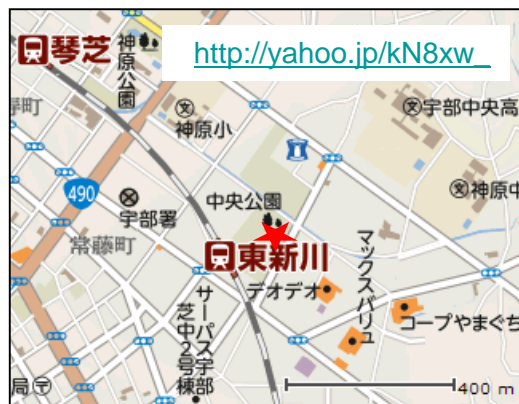 琴芝
神原公園
http://yahoo.jp/kN8xw_
神原小
宇部中央高
神原中
490
中央公園
宇部署
常藤町
東新川
デオデオ
マックスバリュ
コープやまぐち
サーパス宇部
芝中2号棟
局
400 m